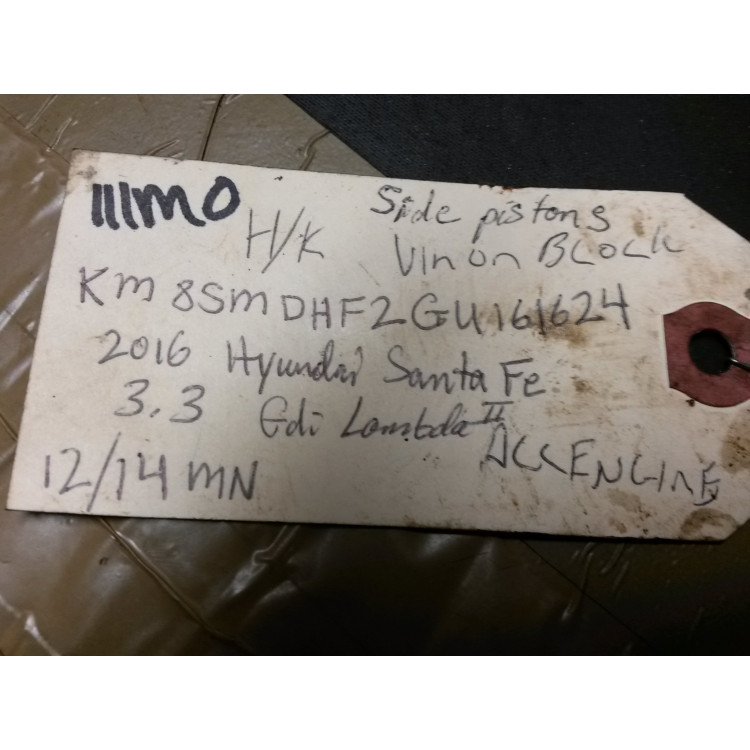 111MO
H/K
Side pistons
Vin on BLOCK
KM8SMDHF2GU161624
2016 Hyundai Santa Fe
3.3 Gdi Lambda II
12/14 MN
ACCENGINE